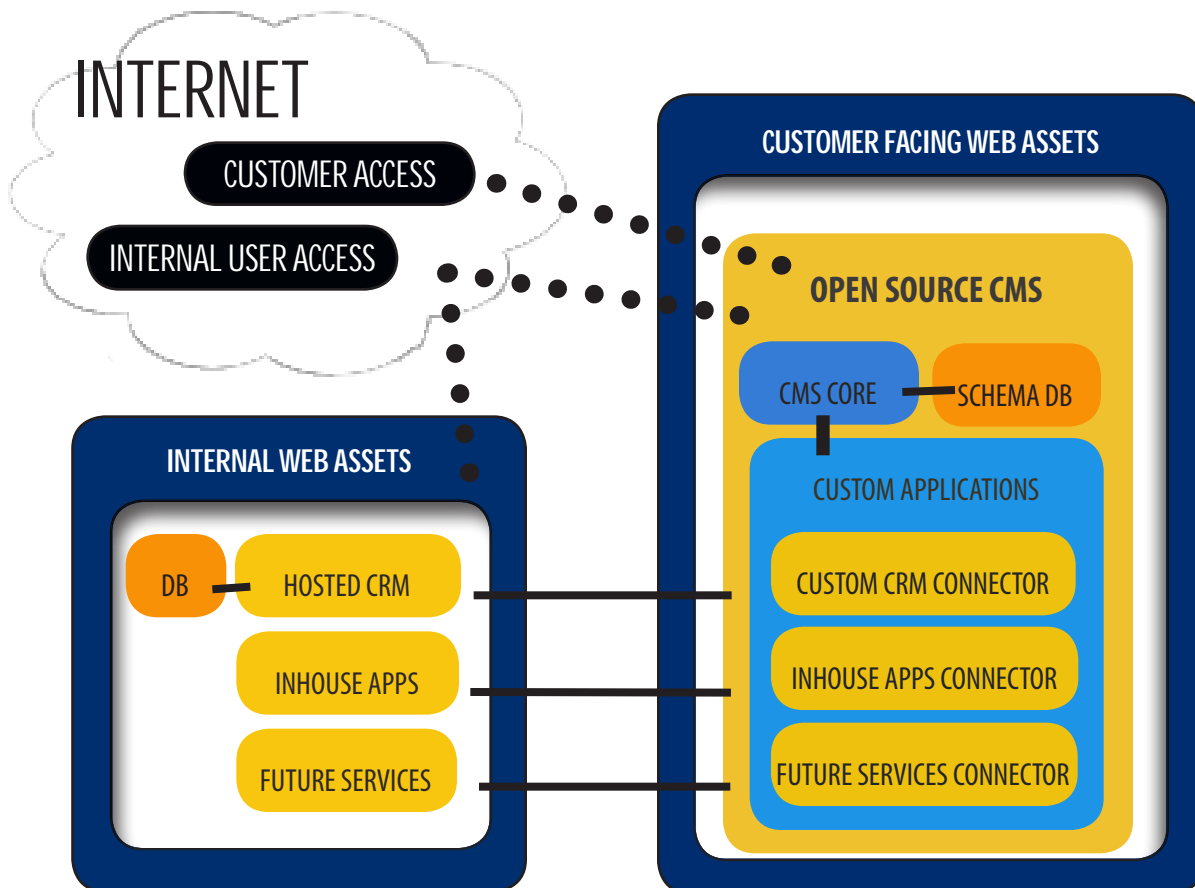 INTERNET
CUSTOMER ACCESS
INTERNAL USER ACCESS
CUSTOMER FACING WEB ASSETS
OPEN SOURCE CMS
CMS CORE
SCHEMA DB
CUSTOM APPLICATIONS
CUSTOM CRM CONNECTOR
INHOUSE APPS CONNECTOR
FUTURE SERVICES CONNECTOR
INTERNAL WEB ASSETS
DB
HOSTED CRM
INHOUSE APPS
FUTURE SERVICES